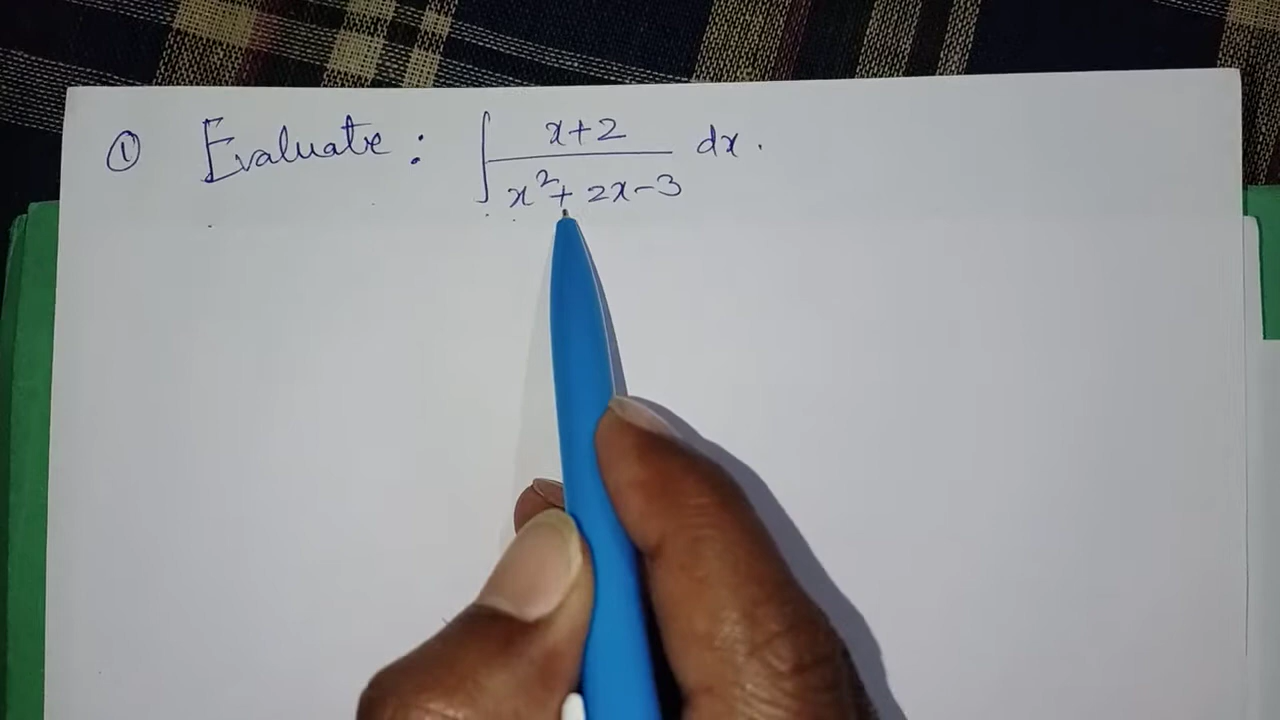 ① Evaluate : ∫ (x+2)/(x²+2x-3) dx .